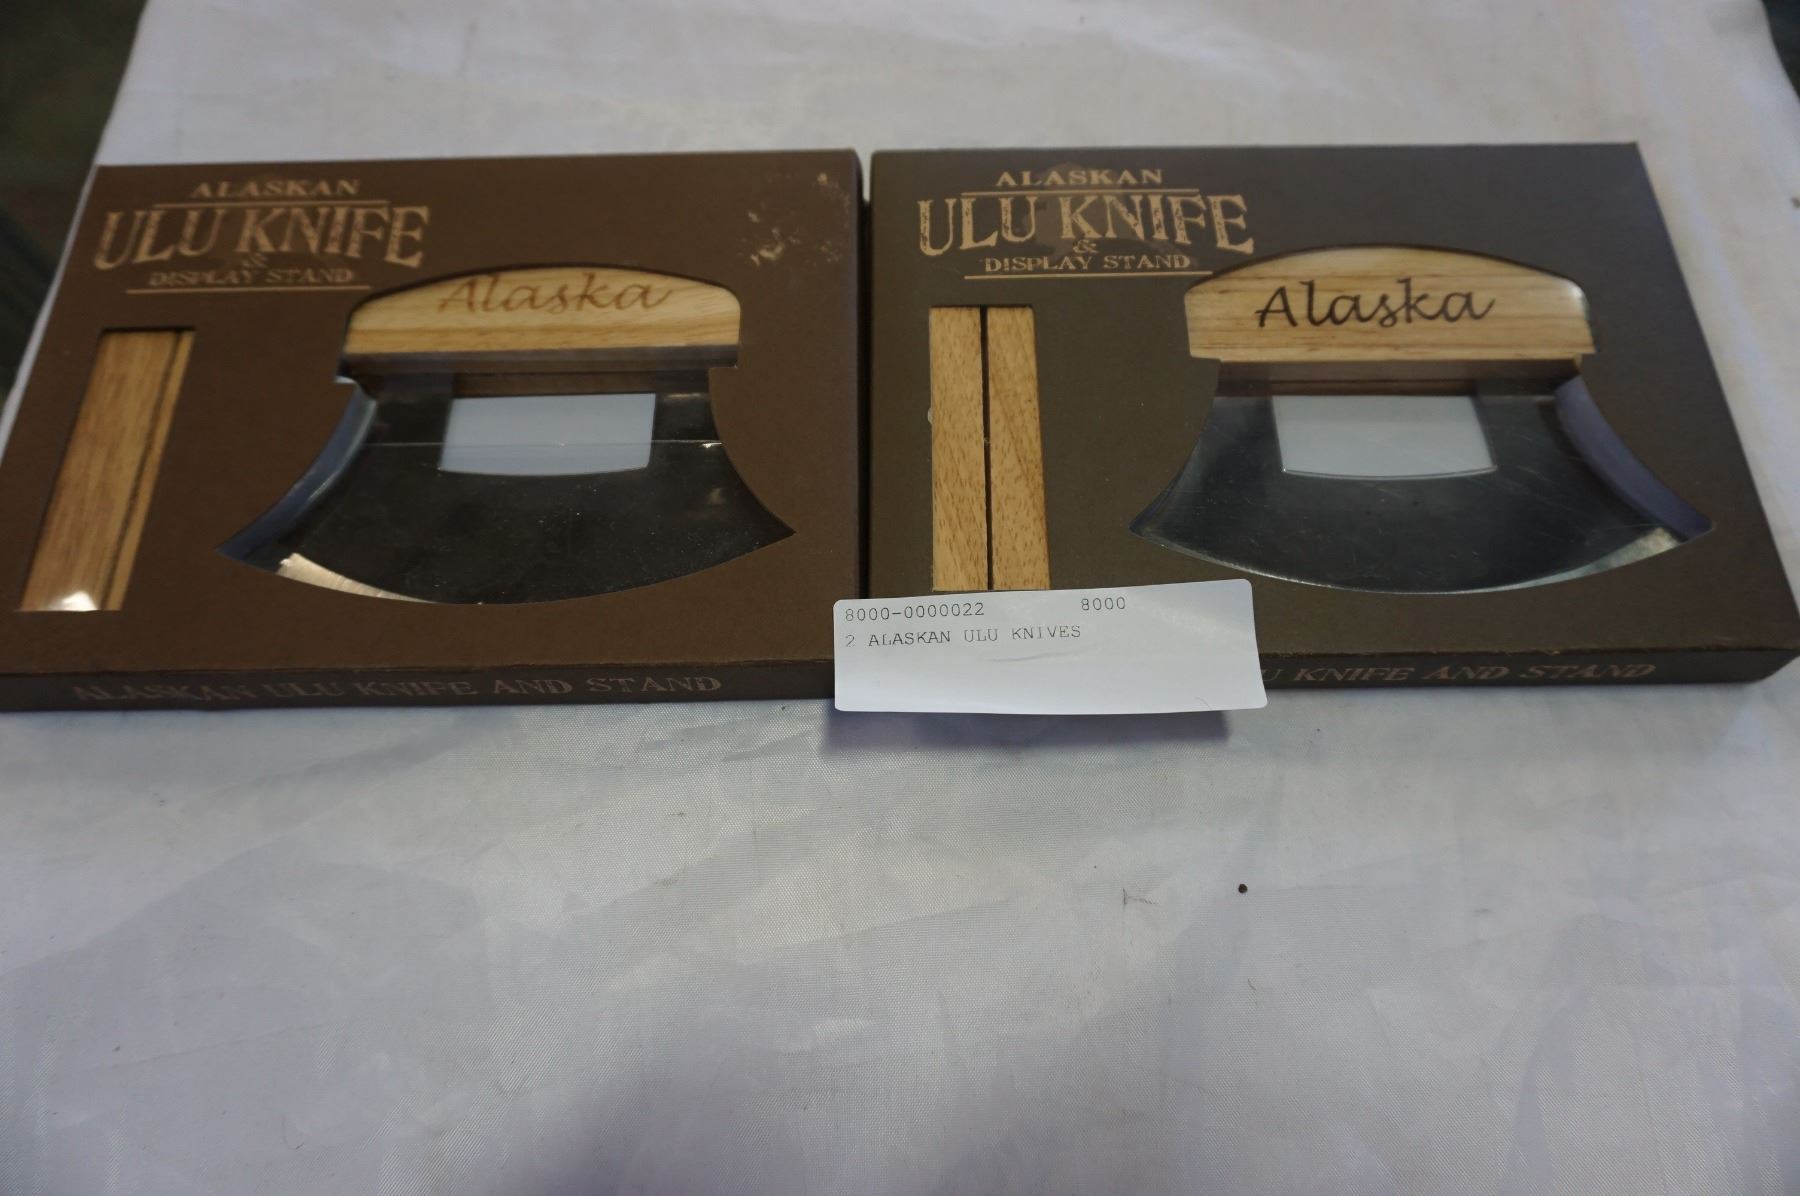 ALASKAN
ULU KNIFE
&
DISPLAY STAND
Alaska
ALASKAN ULU KNIFE AND STAND
ALASKAN
ULU KNIFE
&
DISPLAY STAND
Alaska
KNIFE AND STAND
8000-0000022 8000
2 ALASKAN ULU KNIVES